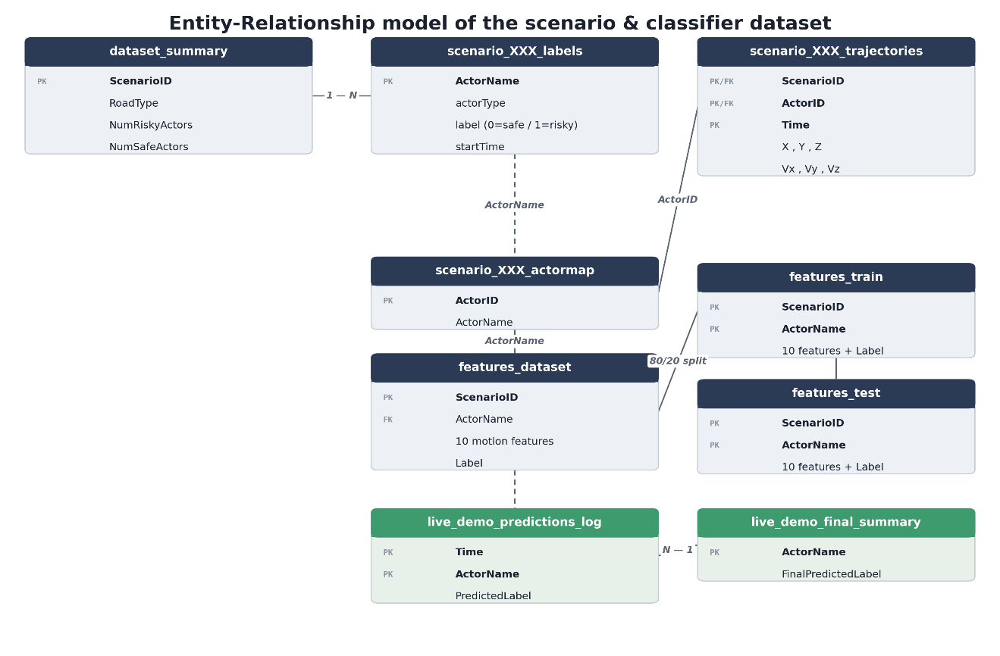 Entity-Relationship model of the scenario & classifier dataset
dataset_summary
PK ScenarioID
RoadType
NumRiskyActors
NumSafeActors
1 — N
scenario_XXX_labels
PK ActorName
actorType
label (0=safe / 1=risky)
startTime
scenario_XXX_trajectories
PK/FK ScenarioID
PK/FK ActorID
PK Time
X , Y , Z
Vx , Vy , Vz
ActorName
ActorID
scenario_XXX_actormap
PK ActorID
ActorName
ActorName
features_train
PK ScenarioID
PK ActorName
10 features + Label
80/20 split
features_dataset
PK ScenarioID
FK ActorName
10 motion features
Label
features_test
PK ScenarioID
PK ActorName
10 features + Label
live_demo_predictions_log
PK Time
PK ActorName
PredictedLabel
N — 1
live_demo_final_summary
PK ActorName
FinalPredictedLabel